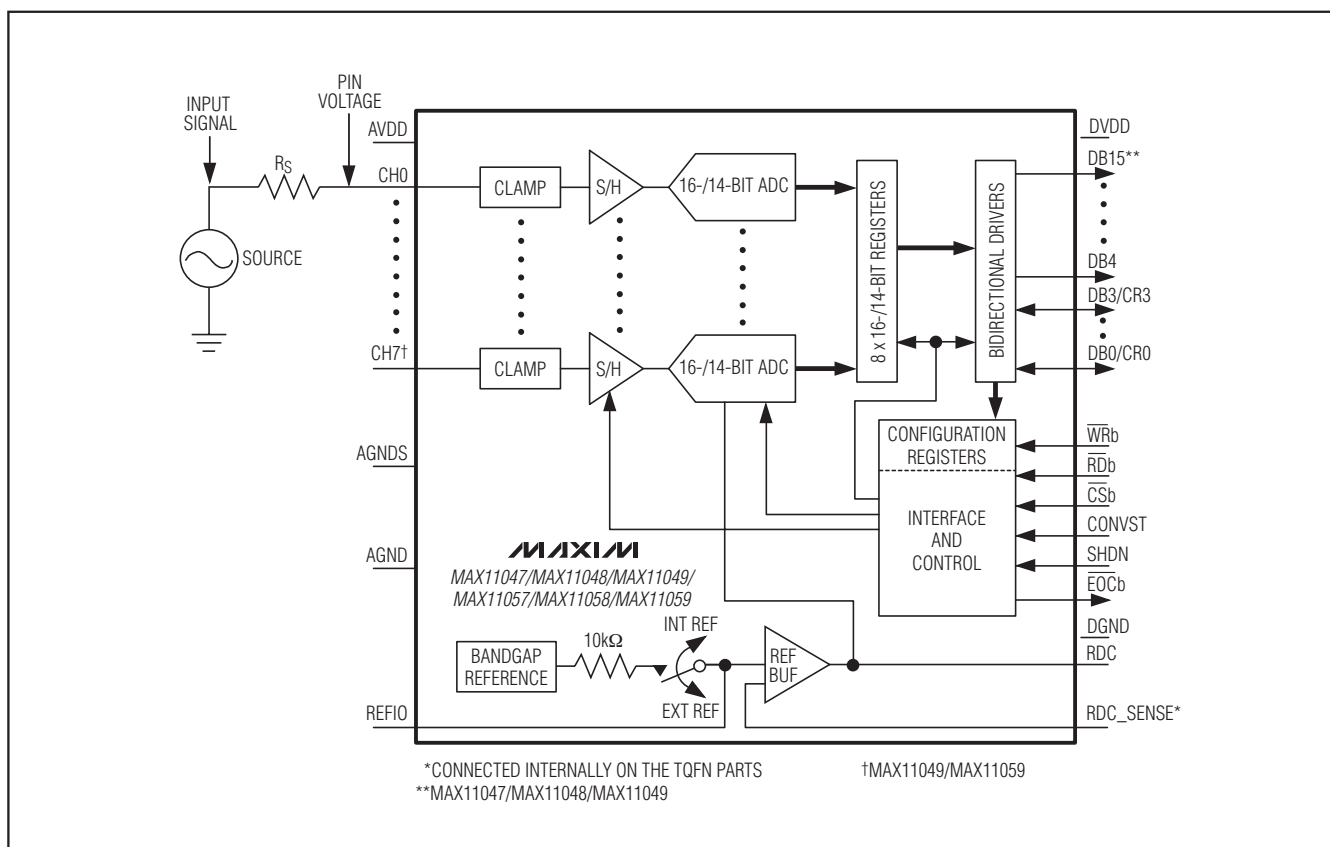 INPUT
SIGNAL
PIN
VOLTAGE
RS
SOURCE
AVDD
CH0
CH7†
AGNDS
AGND
REFIO
CLAMP
S/H
16-/14-BIT ADC
CLAMP
S/H
16-/14-BIT ADC
8 x 16-/14-BIT REGISTERS
BIDIRECTIONAL DRIVERS
CONFIGURATION
REGISTERS
INTERFACE
AND
CONTROL
MAXIM
MAX11047/MAX11048/MAX11049/
MAX11057/MAX11058/MAX11059
BANDGAP
REFERENCE
10kΩ
INT REF
EXT REF
REF
BUF
DVDD
DB15**
DB4
DB3/CR3
DB0/CR0
WRb
RDb
CSb
CONVST
SHDN
EOCb
DGND
RDC
RDC_SENSE*
*CONNECTED INTERNALLY ON THE TQFN PARTS
†MAX11049/MAX11059
**MAX11047/MAX11048/MAX11049